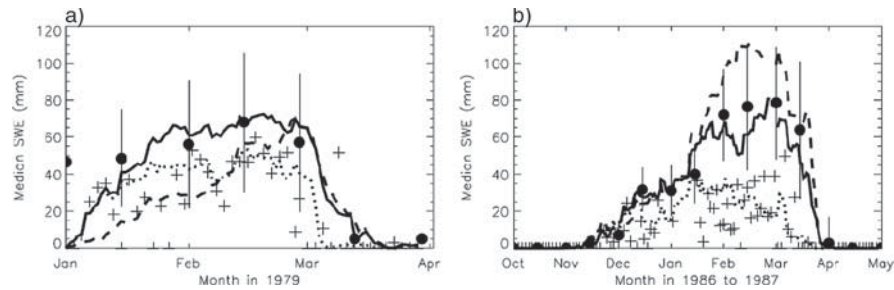 a)
b)
120
100
80
60
40
20
0
Median SWE (mm)
Jan Feb Mar Apr
Month in 1979
120
100
80
60
40
20
0
Median SWE (mm)
Oct Nov Dec Jan Feb Mar Apr May
Month in 1986 to 1987